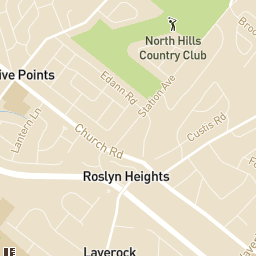 North Hills
Country Club
ive Points
Edann Rd
Station Ave
Lantern Ln
Church Rd
Custis Rd
Roslyn Heights
Laverock